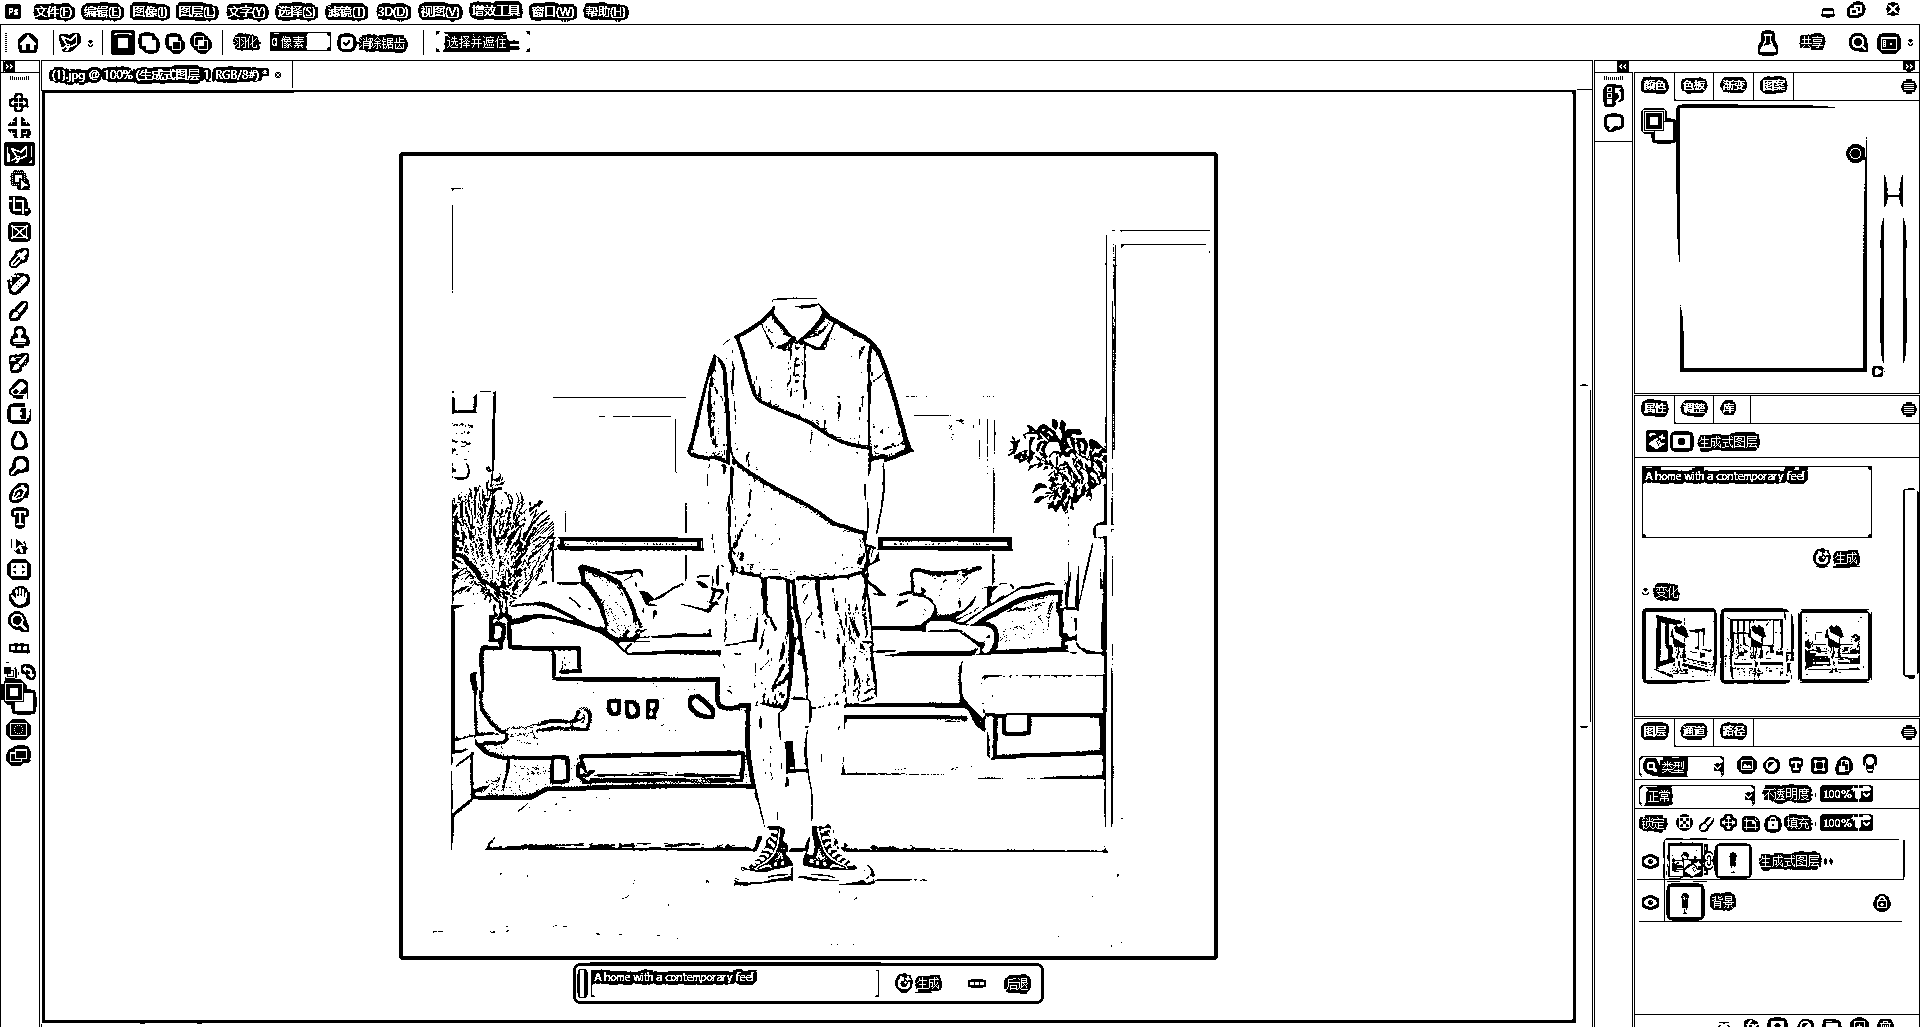 Ps 文件(F) 编辑(E) 图像(I) 图层(L) 文字(Y) 选择(S) 滤镜(T) 3D(D) 视图(V) 增效工具 窗口(W) 帮助(H)
羽化 0 像素 消除锯齿 选择并遮住 共享
(1).jpg @ 100% (生成式图层 1, RGB/8#) *
颜色 色板 渐变 图案
属性 调整 库
生成式图层
A home with a contemporary feel
生成
变化
图层 通道 路径
类型
正常 不透明度 100%
锁定 填充 100%
生成式图层
背景
A home with a contemporary feel
生成
后退